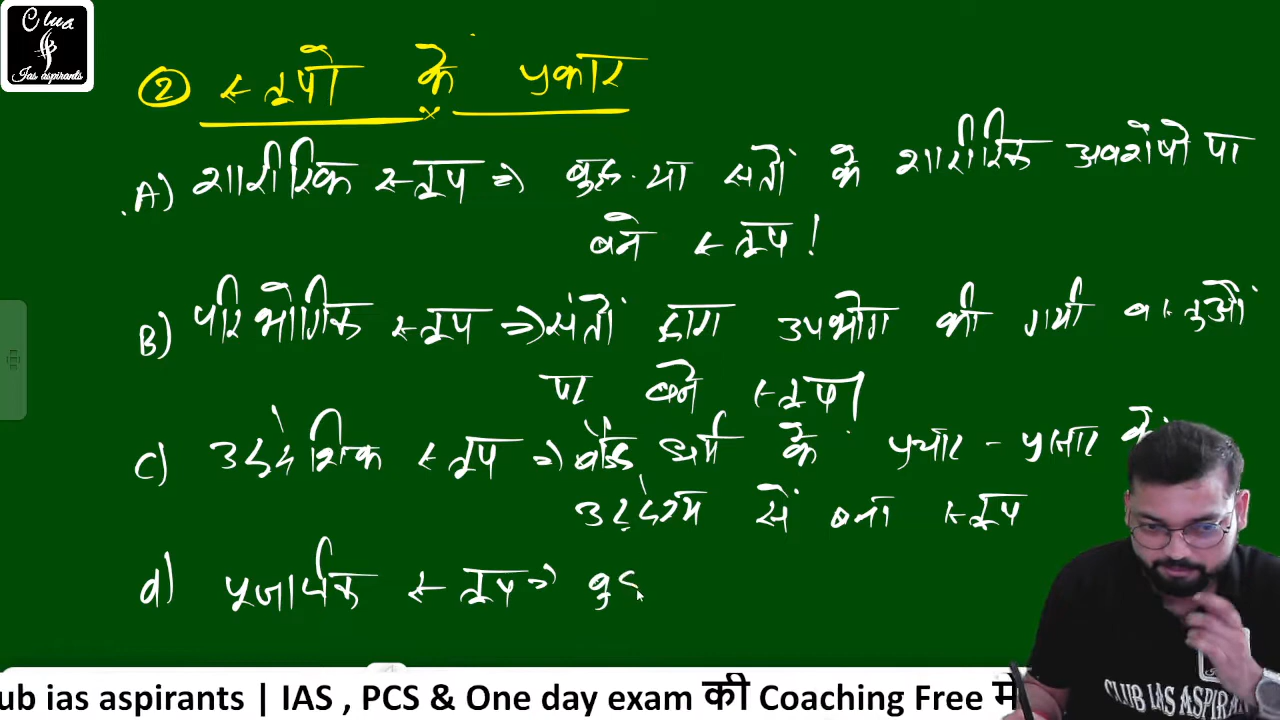 Club
Ias aspirants
② स्तूपों के प्रकार
A) शारीरिक स्तूप ⇒ बुद्ध या संतों के शारीरिक अवशेषों पर
बने स्तूप !
B) परिभोगिक स्तूप ⇒ संतों द्वारा उपभोग की गयी वस्तुओं
पर बने स्तूप।
C) उद्देशिक स्तूप ⇒ बौद्ध धर्म के प्रचार - प्रसार के
उद्देश्य से बना स्तूप
d) पूजार्थक स्तूप ⇒
CLUB IAS ASPIRAN
ub ias aspirants | IAS , PCS & One day exam की Coaching Free में